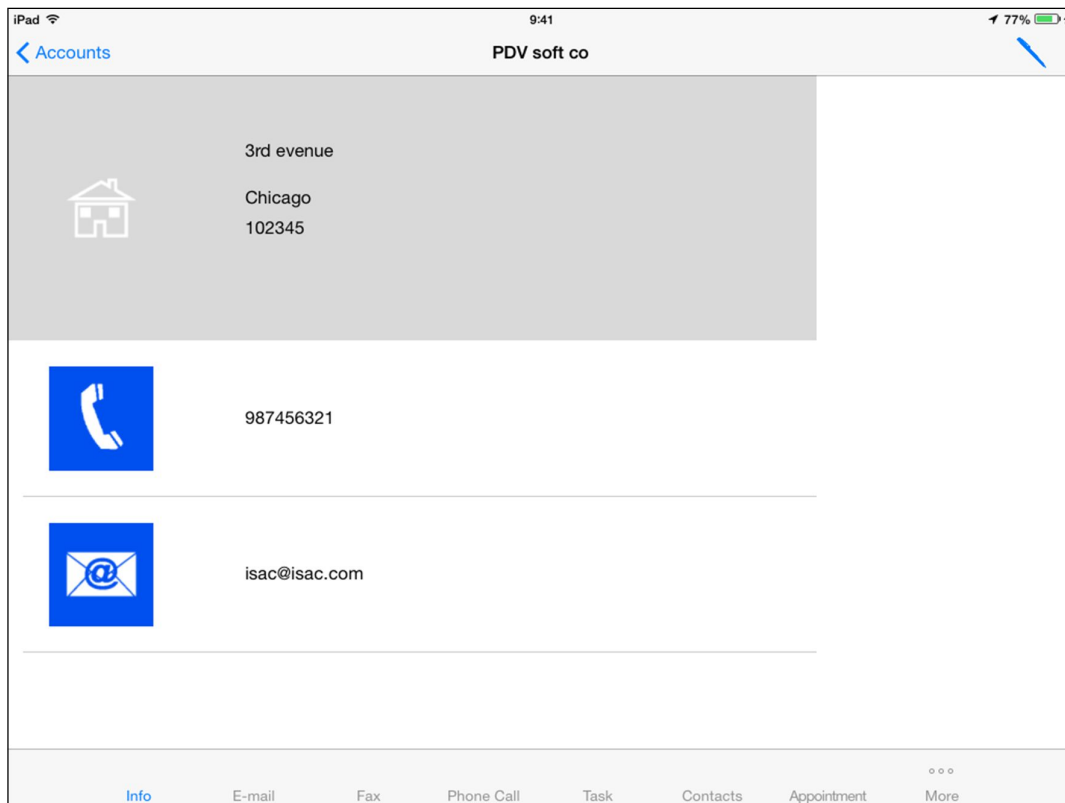 iPad 9:41 77%
Accounts PDV soft co
3rd evenue
Chicago
102345
987456321
@
isac@isac.com
Info E-mail Fax Phone Call Task Contacts Appointment More